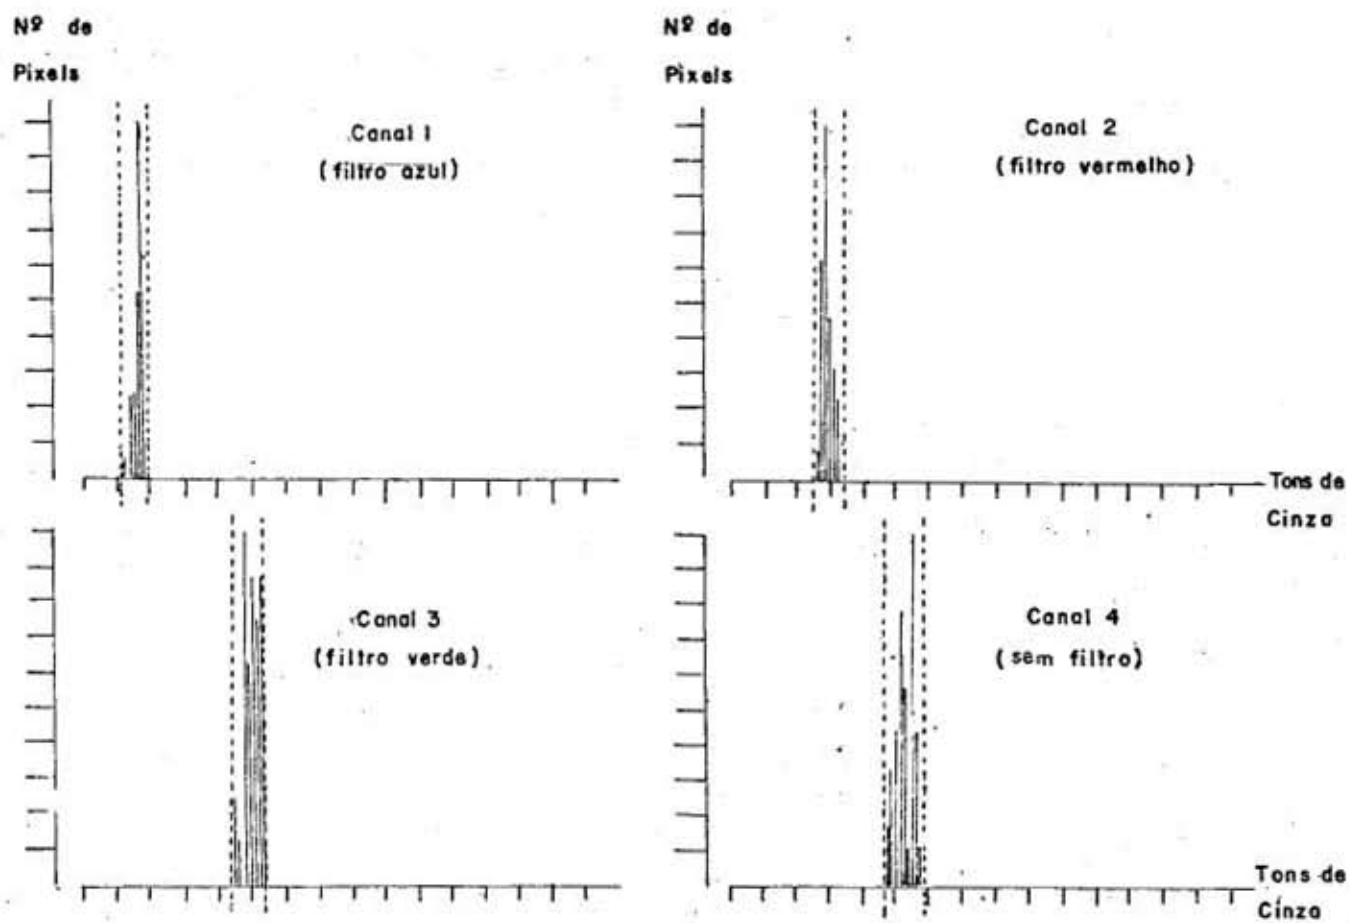 Nº de
Pixels
Canal 1
(filtro azul)
Nº de
Pixels
Canal 2
(filtro vermelho)
Tons de
Cinza
Canal 3
(filtro verde)
Canal 4
(sem filtro)
Tons de
Cinza